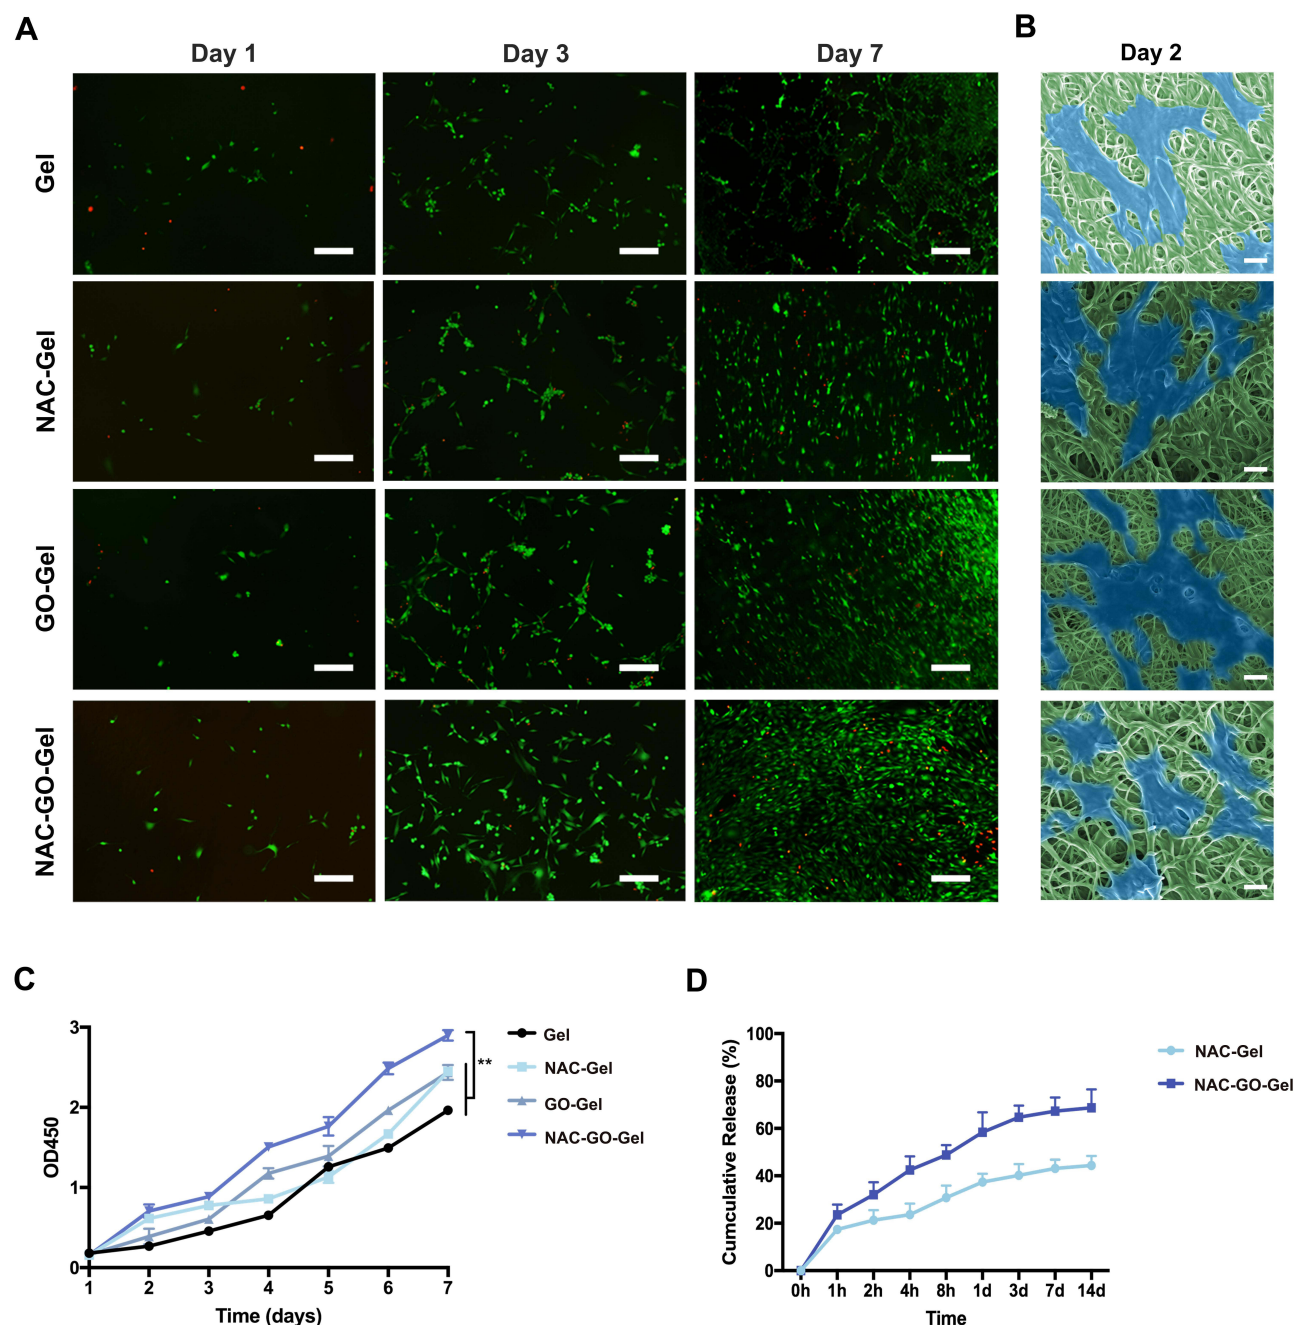 A
B
Day 1
Day 3
Day 7
Day 2
Gel
NAC-Gel
GO-Gel
NAC-GO-Gel
C
3
2
1
0
OD450
1 2 3 4 5 6 7
Time (days)
Gel
NAC-Gel
GO-Gel
NAC-GO-Gel
**
D
100
80
60
40
20
0
Cumculative Release (%)
0h 1h 2h 4h 8h 1d 3d 7d 14d
Time
NAC-Gel
NAC-GO-Gel